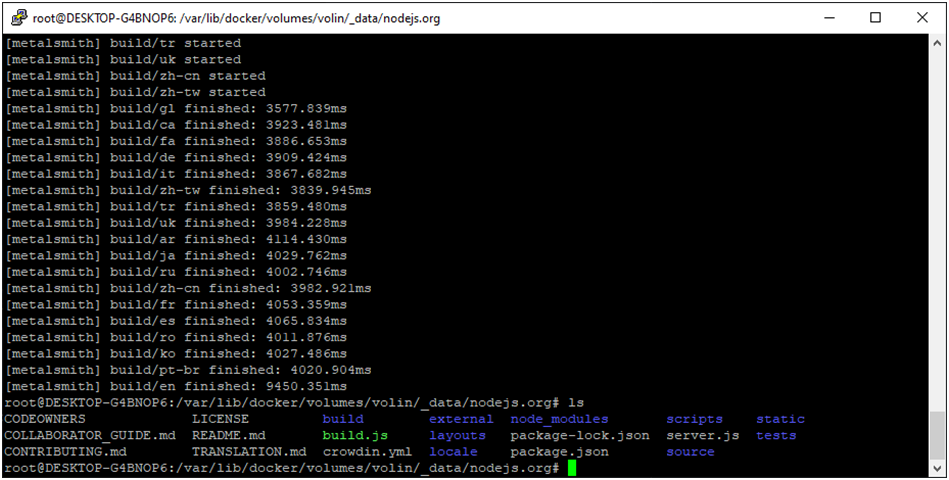 root@DESKTOP-G4BNOP6: /var/lib/docker/volumes/volin/_data/nodejs.org
[metalsmith] build/tr started
[metalsmith] build/uk started
[metalsmith] build/zh-cn started
[metalsmith] build/zh-tw started
[metalsmith] build/gl finished: 3577.839ms
[metalsmith] build/ca finished: 3923.481ms
[metalsmith] build/fa finished: 3886.653ms
[metalsmith] build/de finished: 3909.424ms
[metalsmith] build/it finished: 3867.682ms
[metalsmith] build/zh-tw finished: 3839.945ms
[metalsmith] build/tr finished: 3859.480ms
[metalsmith] build/uk finished: 3984.228ms
[metalsmith] build/ar finished: 4114.430ms
[metalsmith] build/ja finished: 4029.762ms
[metalsmith] build/ru finished: 4002.746ms
[metalsmith] build/zh-cn finished: 3982.921ms
[metalsmith] build/fr finished: 4053.359ms
[metalsmith] build/es finished: 4065.834ms
[metalsmith] build/ro finished: 4011.876ms
[metalsmith] build/ko finished: 4027.486ms
[metalsmith] build/pt-br finished: 4020.904ms
[metalsmith] build/en finished: 9450.351ms
root@DESKTOP-G4BNOP6:/var/lib/docker/volumes/volin/_data/nodejs.org# ls
CODEOWNERS LICENSE build external node_modules scripts static
COLLABORATOR_GUIDE.md README.md build.js layouts package-lock.json server.js tests
CONTRIBUTING.md TRANSLATION.md crowdin.yml locale package.json source
root@DESKTOP-G4BNOP6:/var/lib/docker/volumes/volin/_data/nodejs.org#